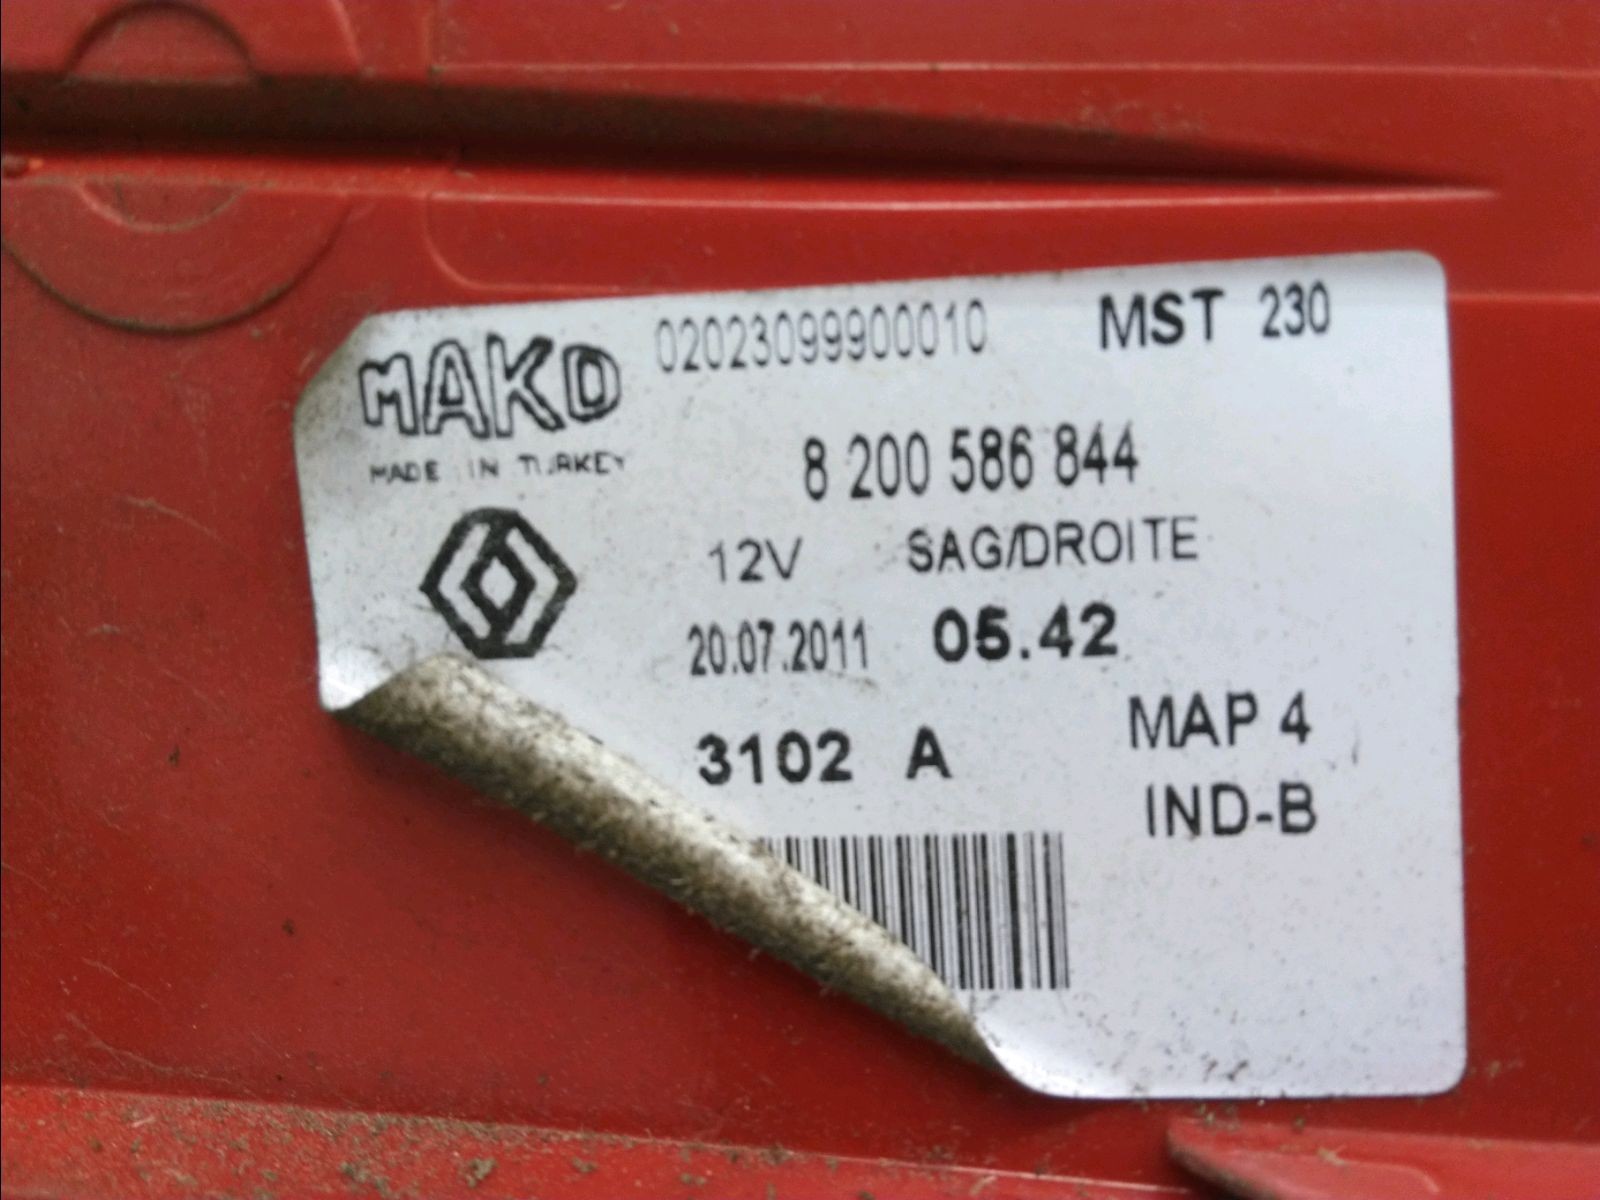 MAKO 02023099900010 MST 230
MADE IN TURKEY
8 200 586 844
12V SAG/DROITE
20.07.2011 05.42
3102 A MAP 4
IND-B